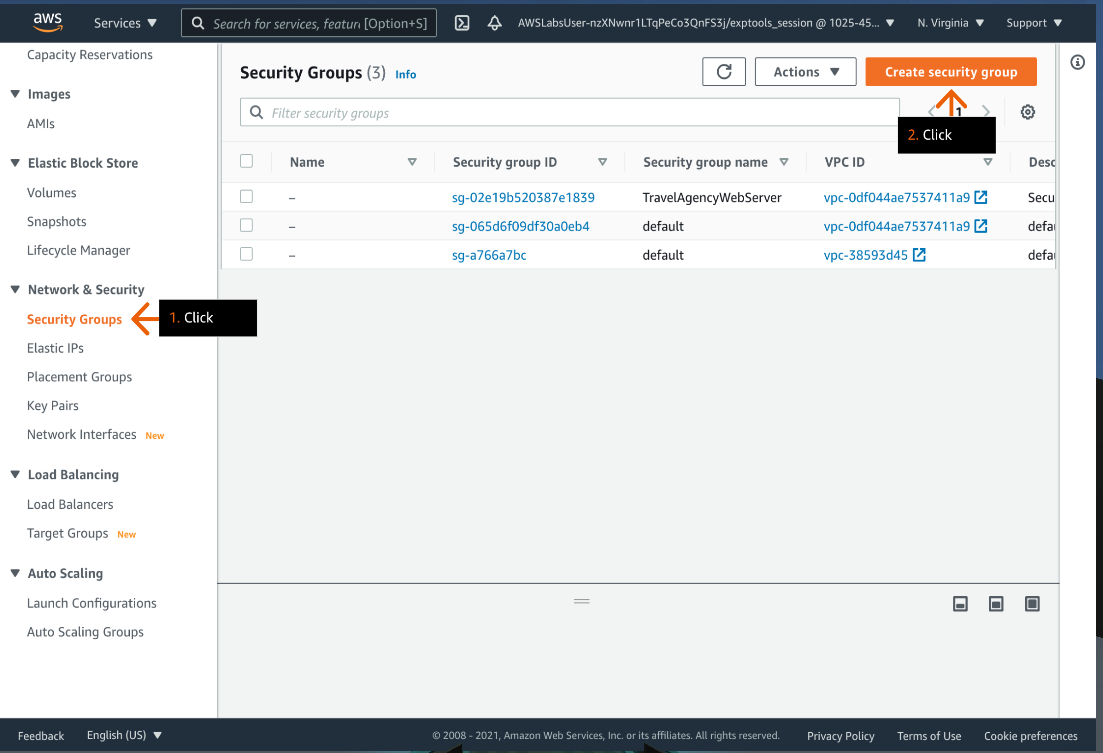 aws Services Search for services, featur [Option+S] AWSLabsUser-nzXNwnr1LTqPeCo3QnFS3j/exptools_session @ 1025-45... N. Virginia Support
Capacity Reservations
Images
AMIs
Elastic Block Store
Volumes
Snapshots
Lifecycle Manager
Network & Security
Security Groups
1. Click
Elastic IPs
Placement Groups
Key Pairs
Network Interfaces New
Load Balancing
Load Balancers
Target Groups New
Auto Scaling
Launch Configurations
Auto Scaling Groups
Security Groups (3) Info Actions Create security group
Filter security groups 1
2. Click
Name Security group ID Security group name VPC ID Desc
– sg-02e19b520387e1839 TravelAgencyWebServer vpc-0df044ae7537411a9 Secu
– sg-065d6f09df30a0eb4 default vpc-0df044ae7537411a9 defa
– sg-a766a7bc default vpc-38593d45 defa
Feedback English (US) © 2008 - 2021, Amazon Web Services, Inc. or its affiliates. All rights reserved. Privacy Policy Terms of Use Cookie preferences